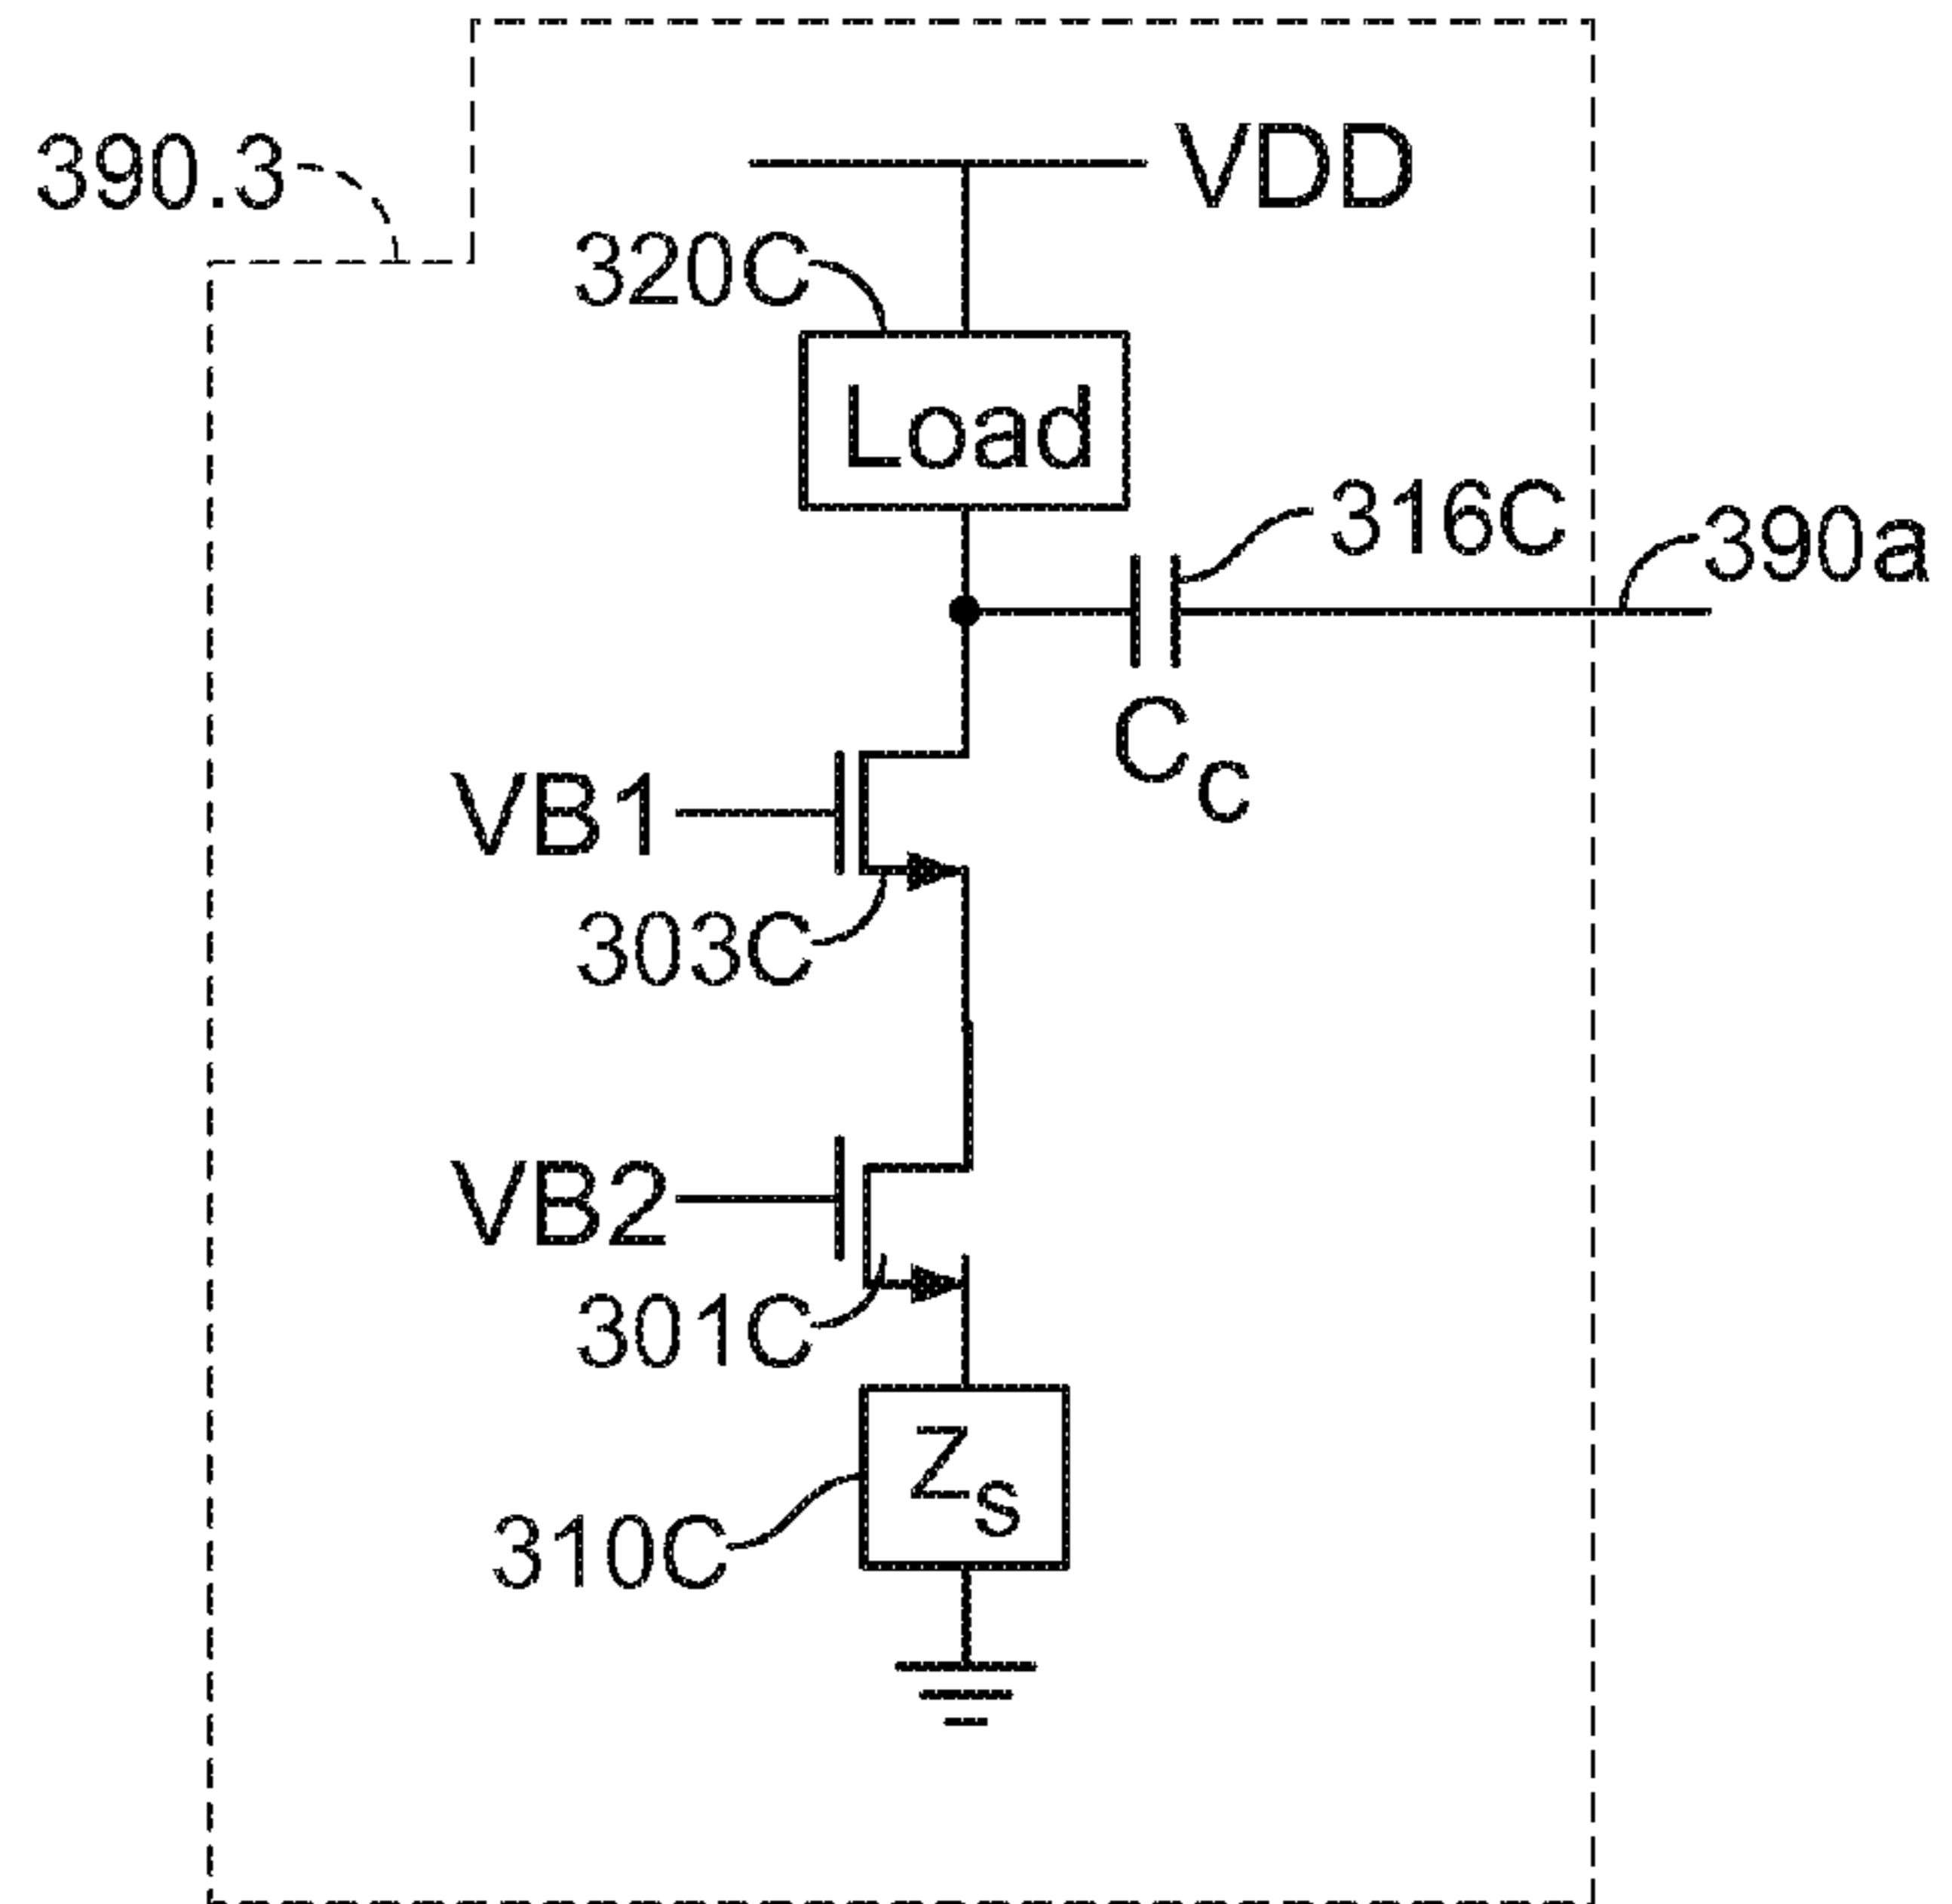 VDD
390.3
320C
Load
316C
390a
Cc
VB1
303C
VB2
301C
Zs
310C